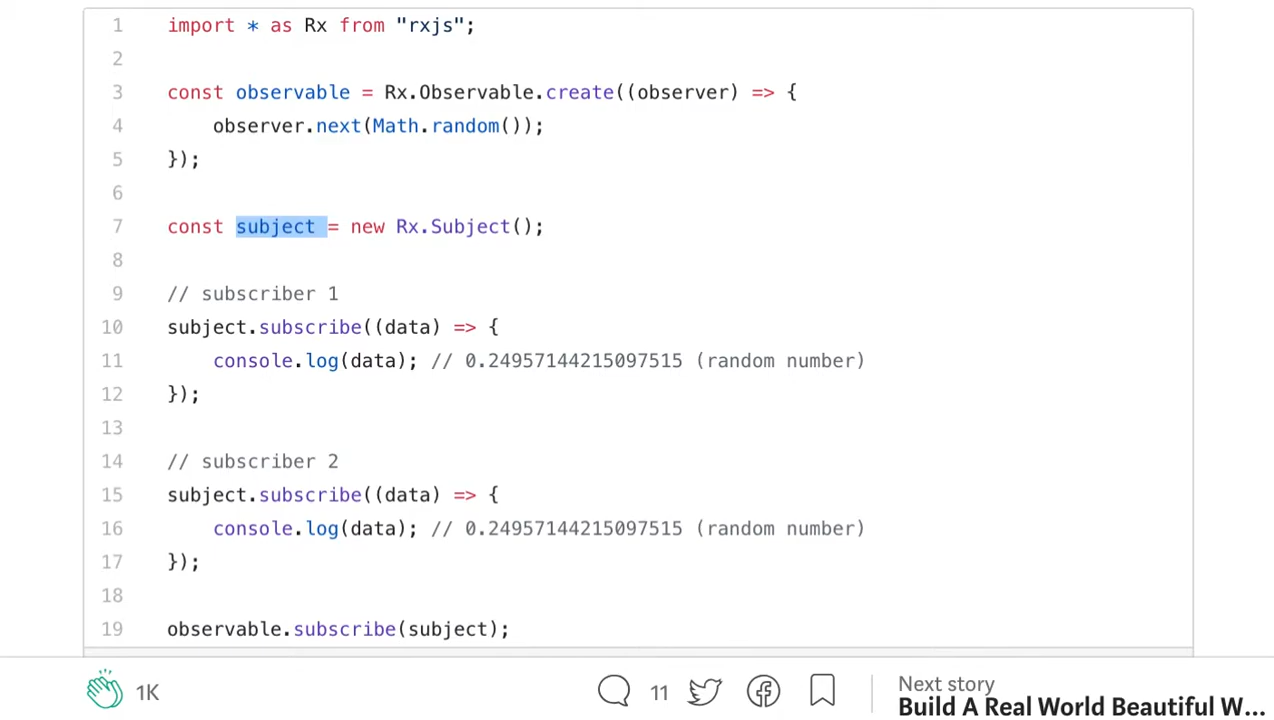 1 import * as Rx from "rxjs";
2
3 const observable = Rx.Observable.create((observer) => {
4 observer.next(Math.random());
5 });
6
7 const subject = new Rx.Subject();
8
9 // subscriber 1
10 subject.subscribe((data) => {
11 console.log(data); // 0.24957144215097515 (random number)
12 });
13
14 // subscriber 2
15 subject.subscribe((data) => {
16 console.log(data); // 0.24957144215097515 (random number)
17 });
18
19 observable.subscribe(subject);
1K
11
Next story
Build A Real World Beautiful W...